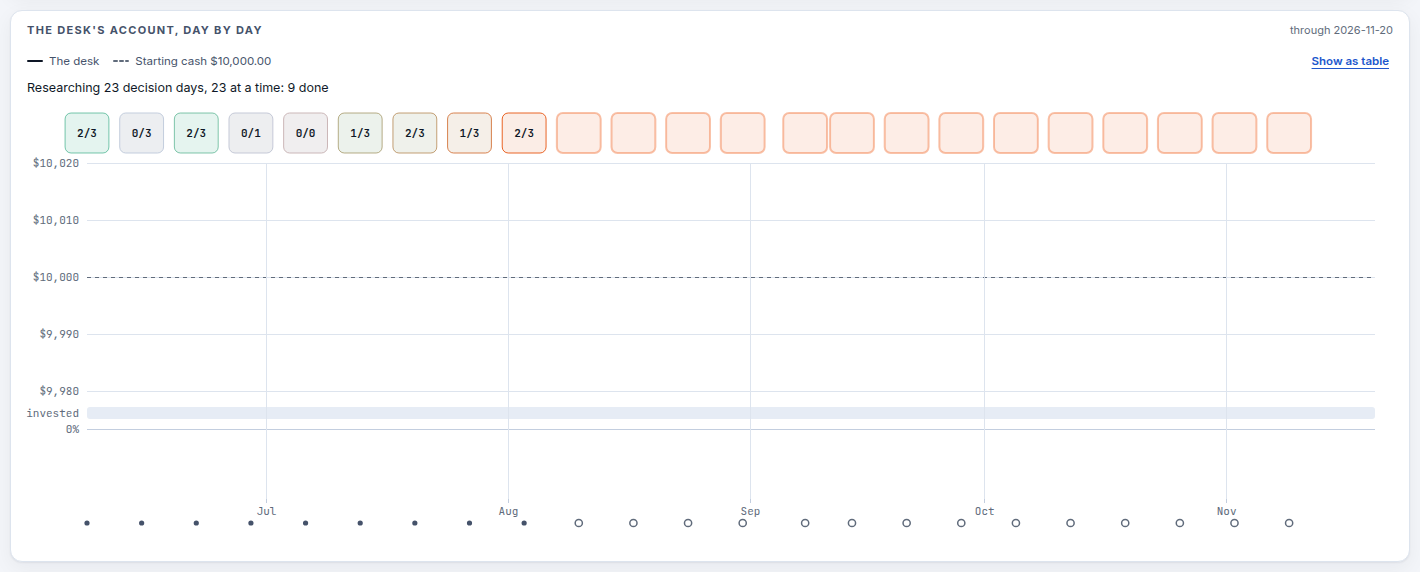 THE DESK'S ACCOUNT, DAY BY DAY
through 2026-11-20
The desk
Starting cash $10,000.00
Show as table
Researching 23 decision days, 23 at a time: 9 done
2/3 0/3 2/3 0/1 0/0 1/3 2/3 1/3 2/3
$10,020
$10,010
$10,000
$9,990
$9,980
invested
0%
Jul Aug Sep Oct Nov